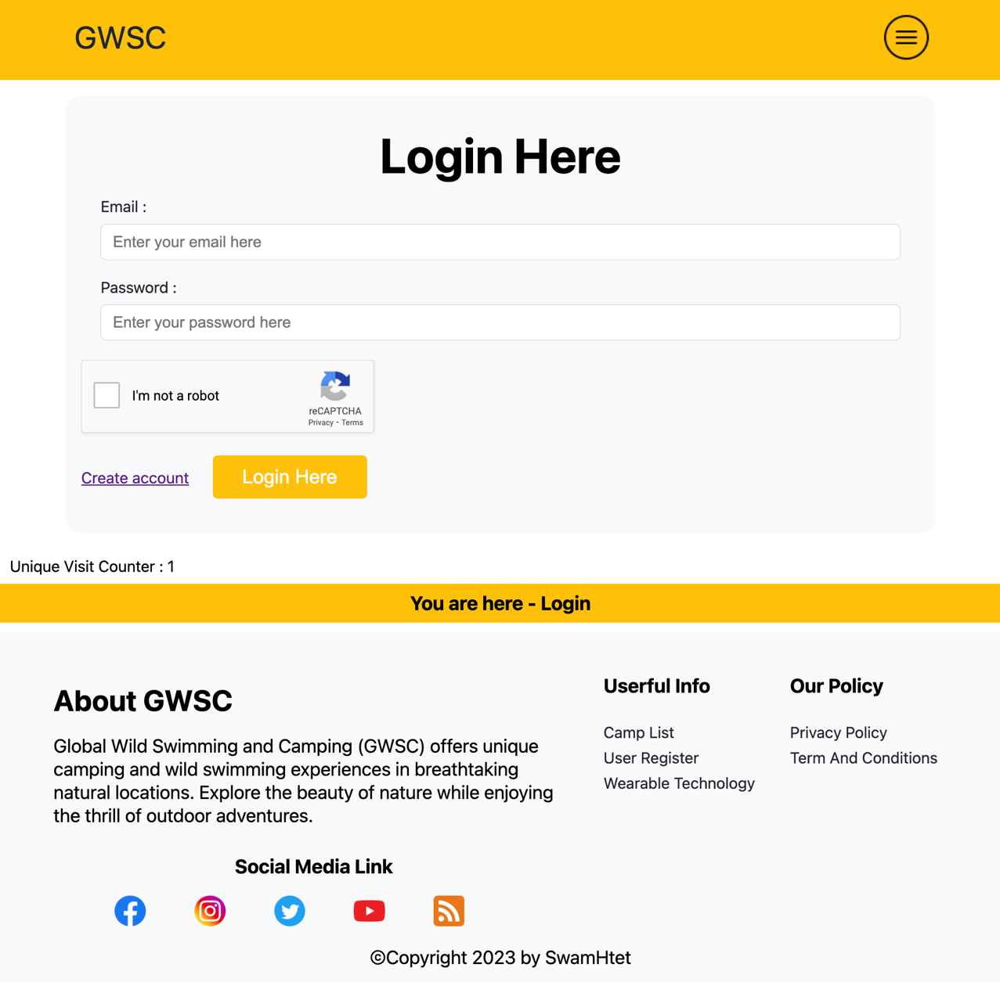 GWSC
Login Here
Email :
Enter your email here
Password :
Enter your password here
I'm not a robot
reCAPTCHA
Privacy - Terms
Create account
Login Here
Unique Visit Counter : 1
You are here - Login
About GWSC
Global Wild Swimming and Camping (GWSC) offers unique
camping and wild swimming experiences in breathtaking
natural locations. Explore the beauty of nature while enjoying
the thrill of outdoor adventures.
Social Media Link
Userful Info
Camp List
User Register
Wearable Technology
Our Policy
Privacy Policy
Term And Conditions
©Copyright 2023 by SwamHtet